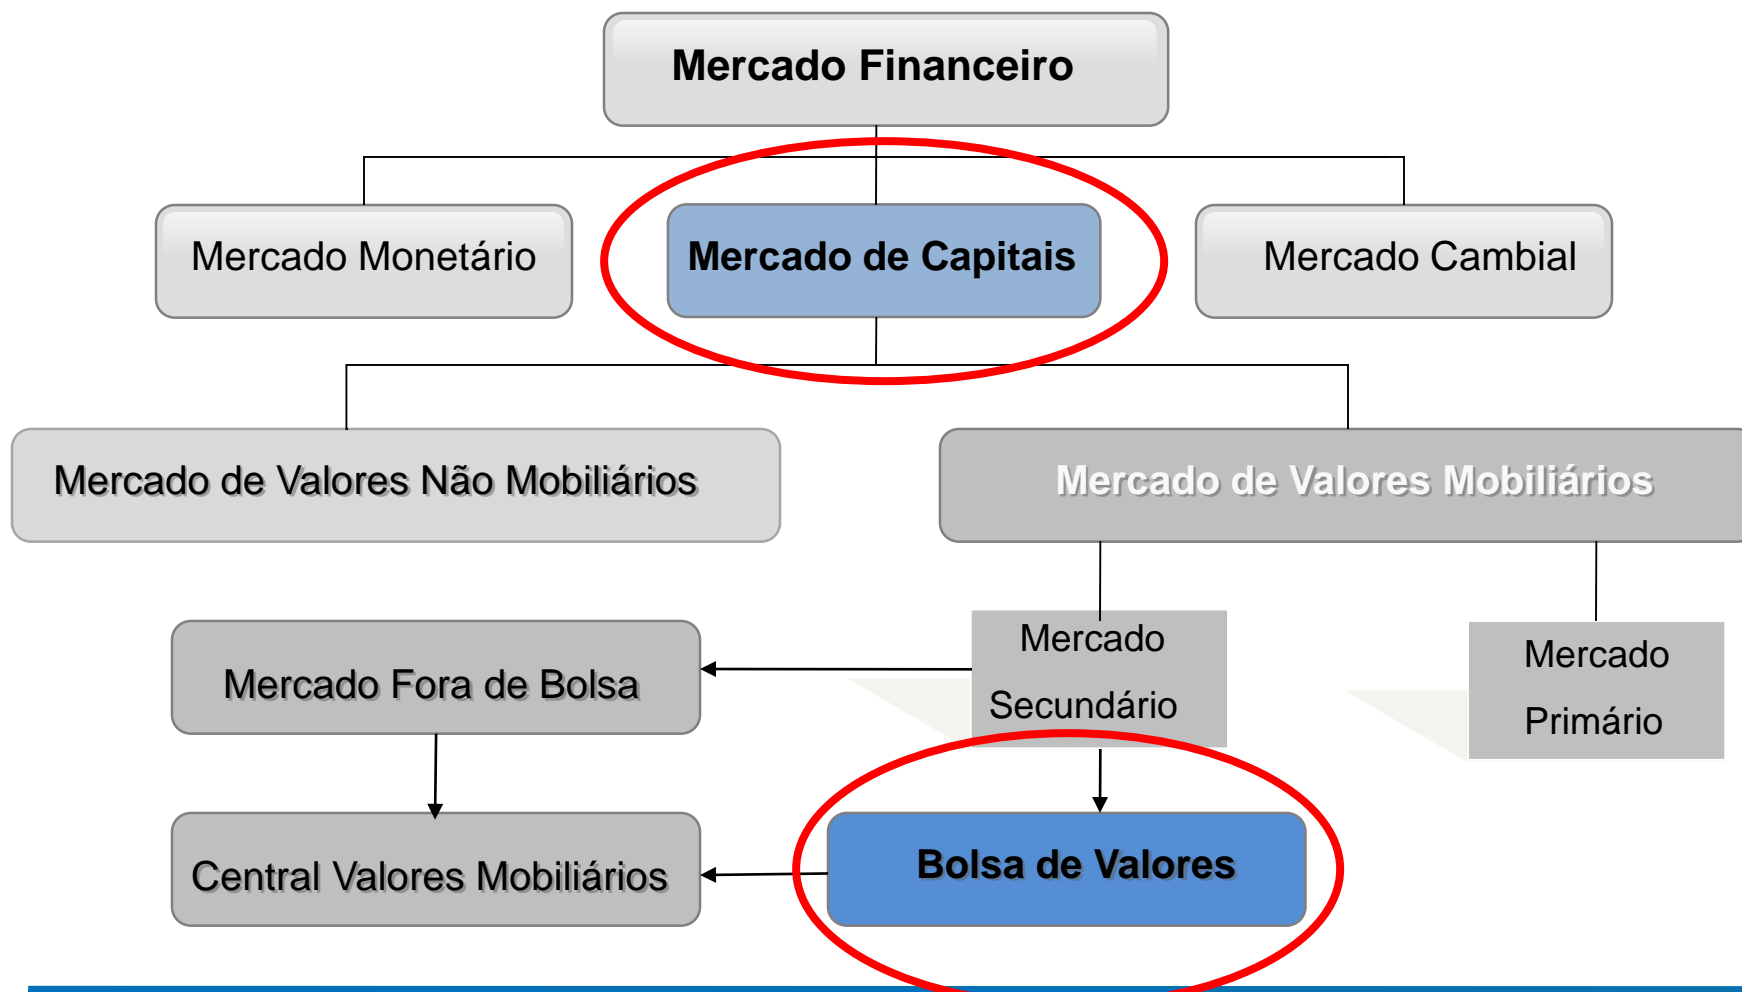 Mercado Financeiro
Mercado Monetário
Mercado de Capitais
Mercado Cambial
Mercado de Valores Não Mobiliários
Mercado de Valores Mobiliários
Mercado
Secundário
Mercado
Primário
Mercado Fora de Bolsa
Central Valores Mobiliários
Bolsa de Valores